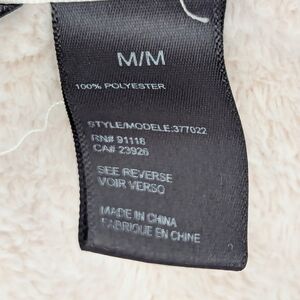 M/M
100% POLYESTER
STYLE/MODELE:377022
RN# 91118
CA# 23926
SEE REVERSE
VOIR VERSO
MADE IN CHINA
FABRIQUE EN CHINE